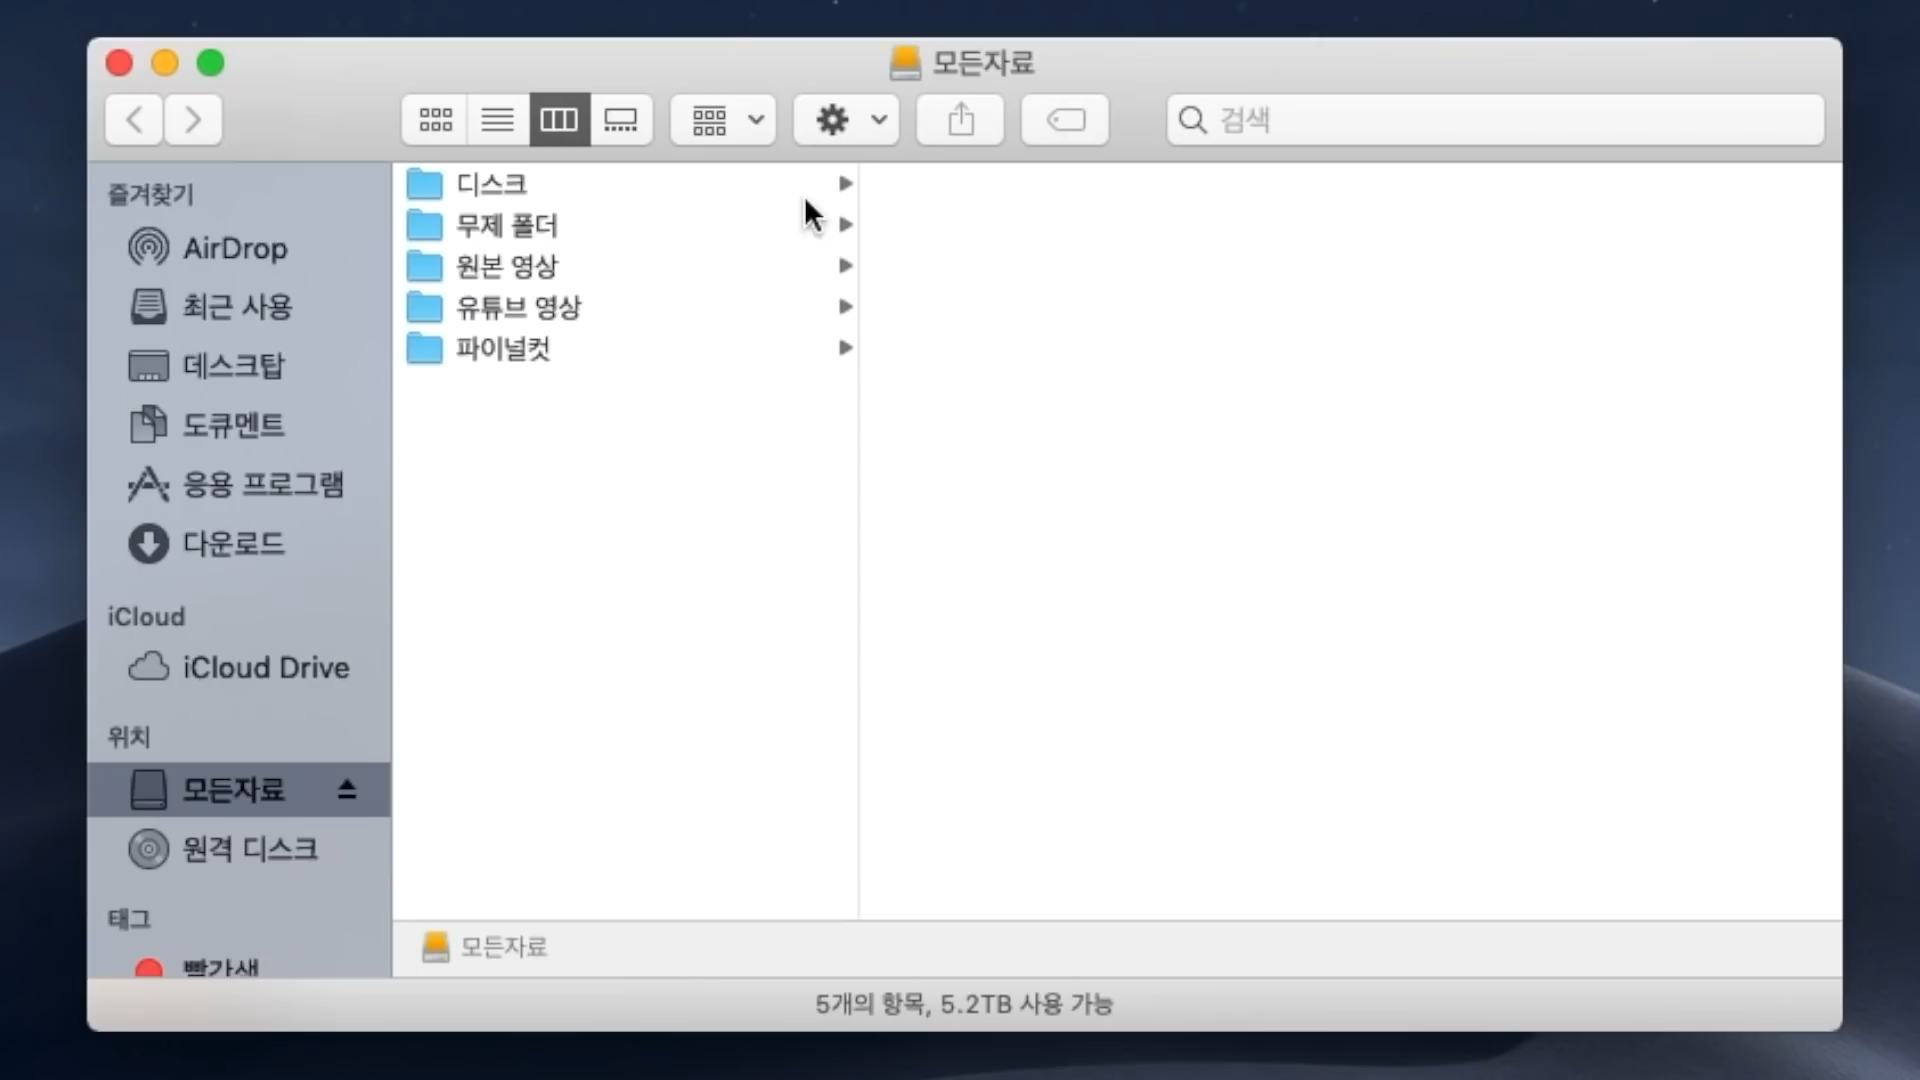 모든자료
검색
즐겨찾기
AirDrop
최근 사용
데스크탑
도큐멘트
응용 프로그램
다운로드
iCloud
iCloud Drive
위치
모든자료
원격 디스크
태그
빨간색
디스크
무제 폴더
원본 영상
유튜브 영상
파이널컷
모든자료
5개의 항목, 5.2TB 사용 가능